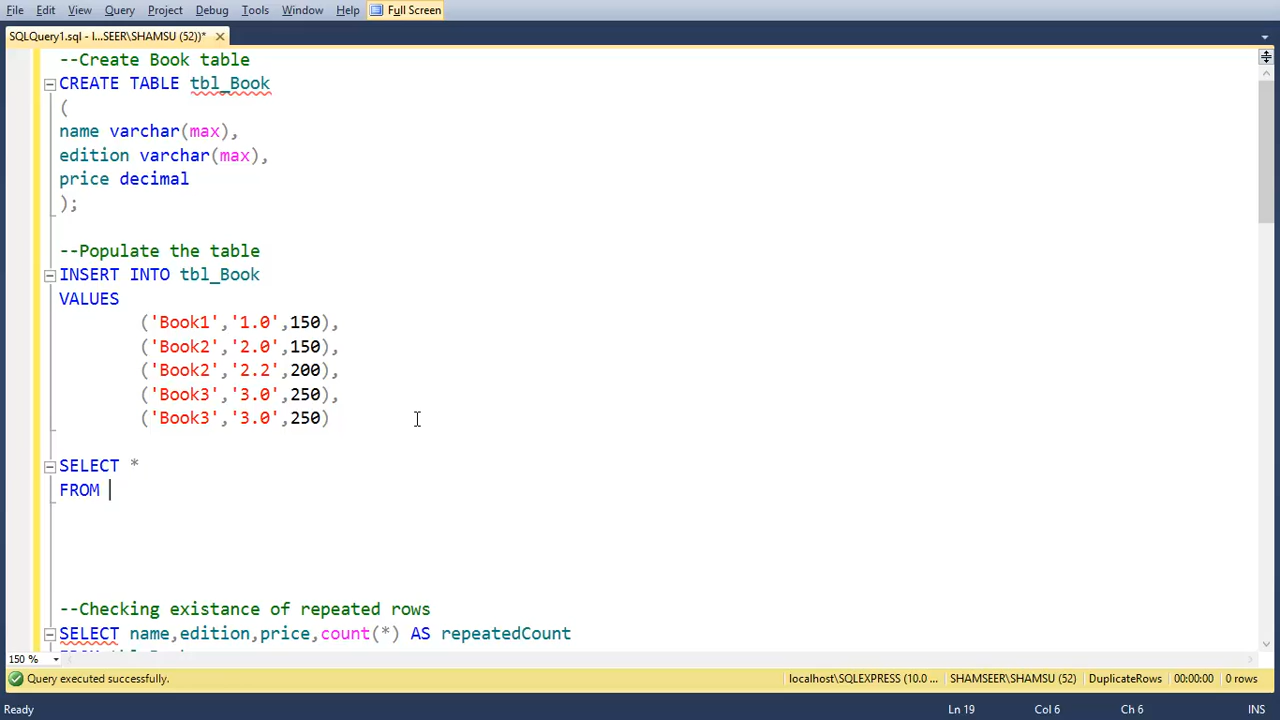 File Edit View Query Project Debug Tools Window Help Full Screen
SQLQuery1.sql - l...SEER\SHAMSU (52))*
--Create Book table
CREATE TABLE tbl_Book
(
name varchar(max),
edition varchar(max),
price decimal
);
--Populate the table
INSERT INTO tbl_Book
VALUES
('Book1','1.0',150),
('Book2','2.0',150),
('Book2','2.2',200),
('Book3','3.0',250),
('Book3','3.0',250)
SELECT *
FROM
--Checking existance of repeated rows
SELECT name,edition,price,count(*) AS repeatedCount
150 %
Query executed successfully. localhost\SQLEXPRESS (10.0 ... SHAMSEER\SHAMSU (52) DuplicateRows 00:00:00 0 rows
Ready Ln 19 Col 6 Ch 6 INS